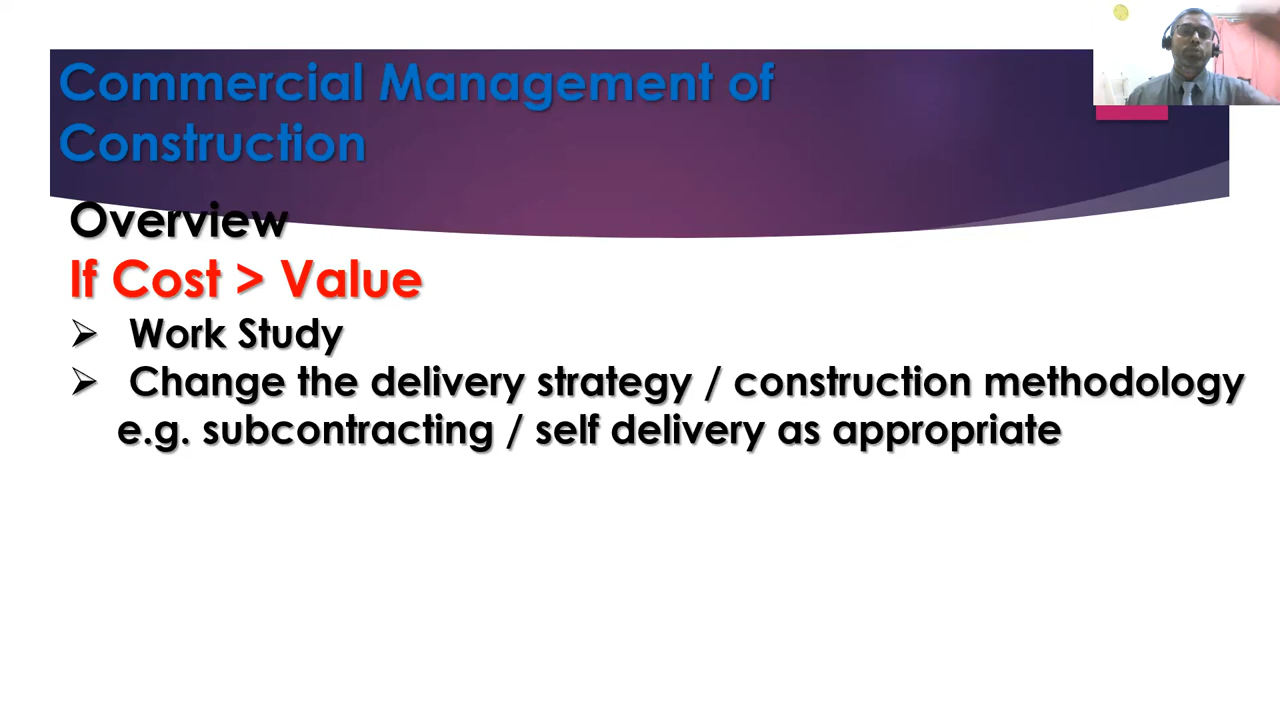 Commercial Management of
Construction
Overview
If Cost > Value
➢ Work Study
➢ Change the delivery strategy / construction methodology
e.g. subcontracting / self delivery as appropriate